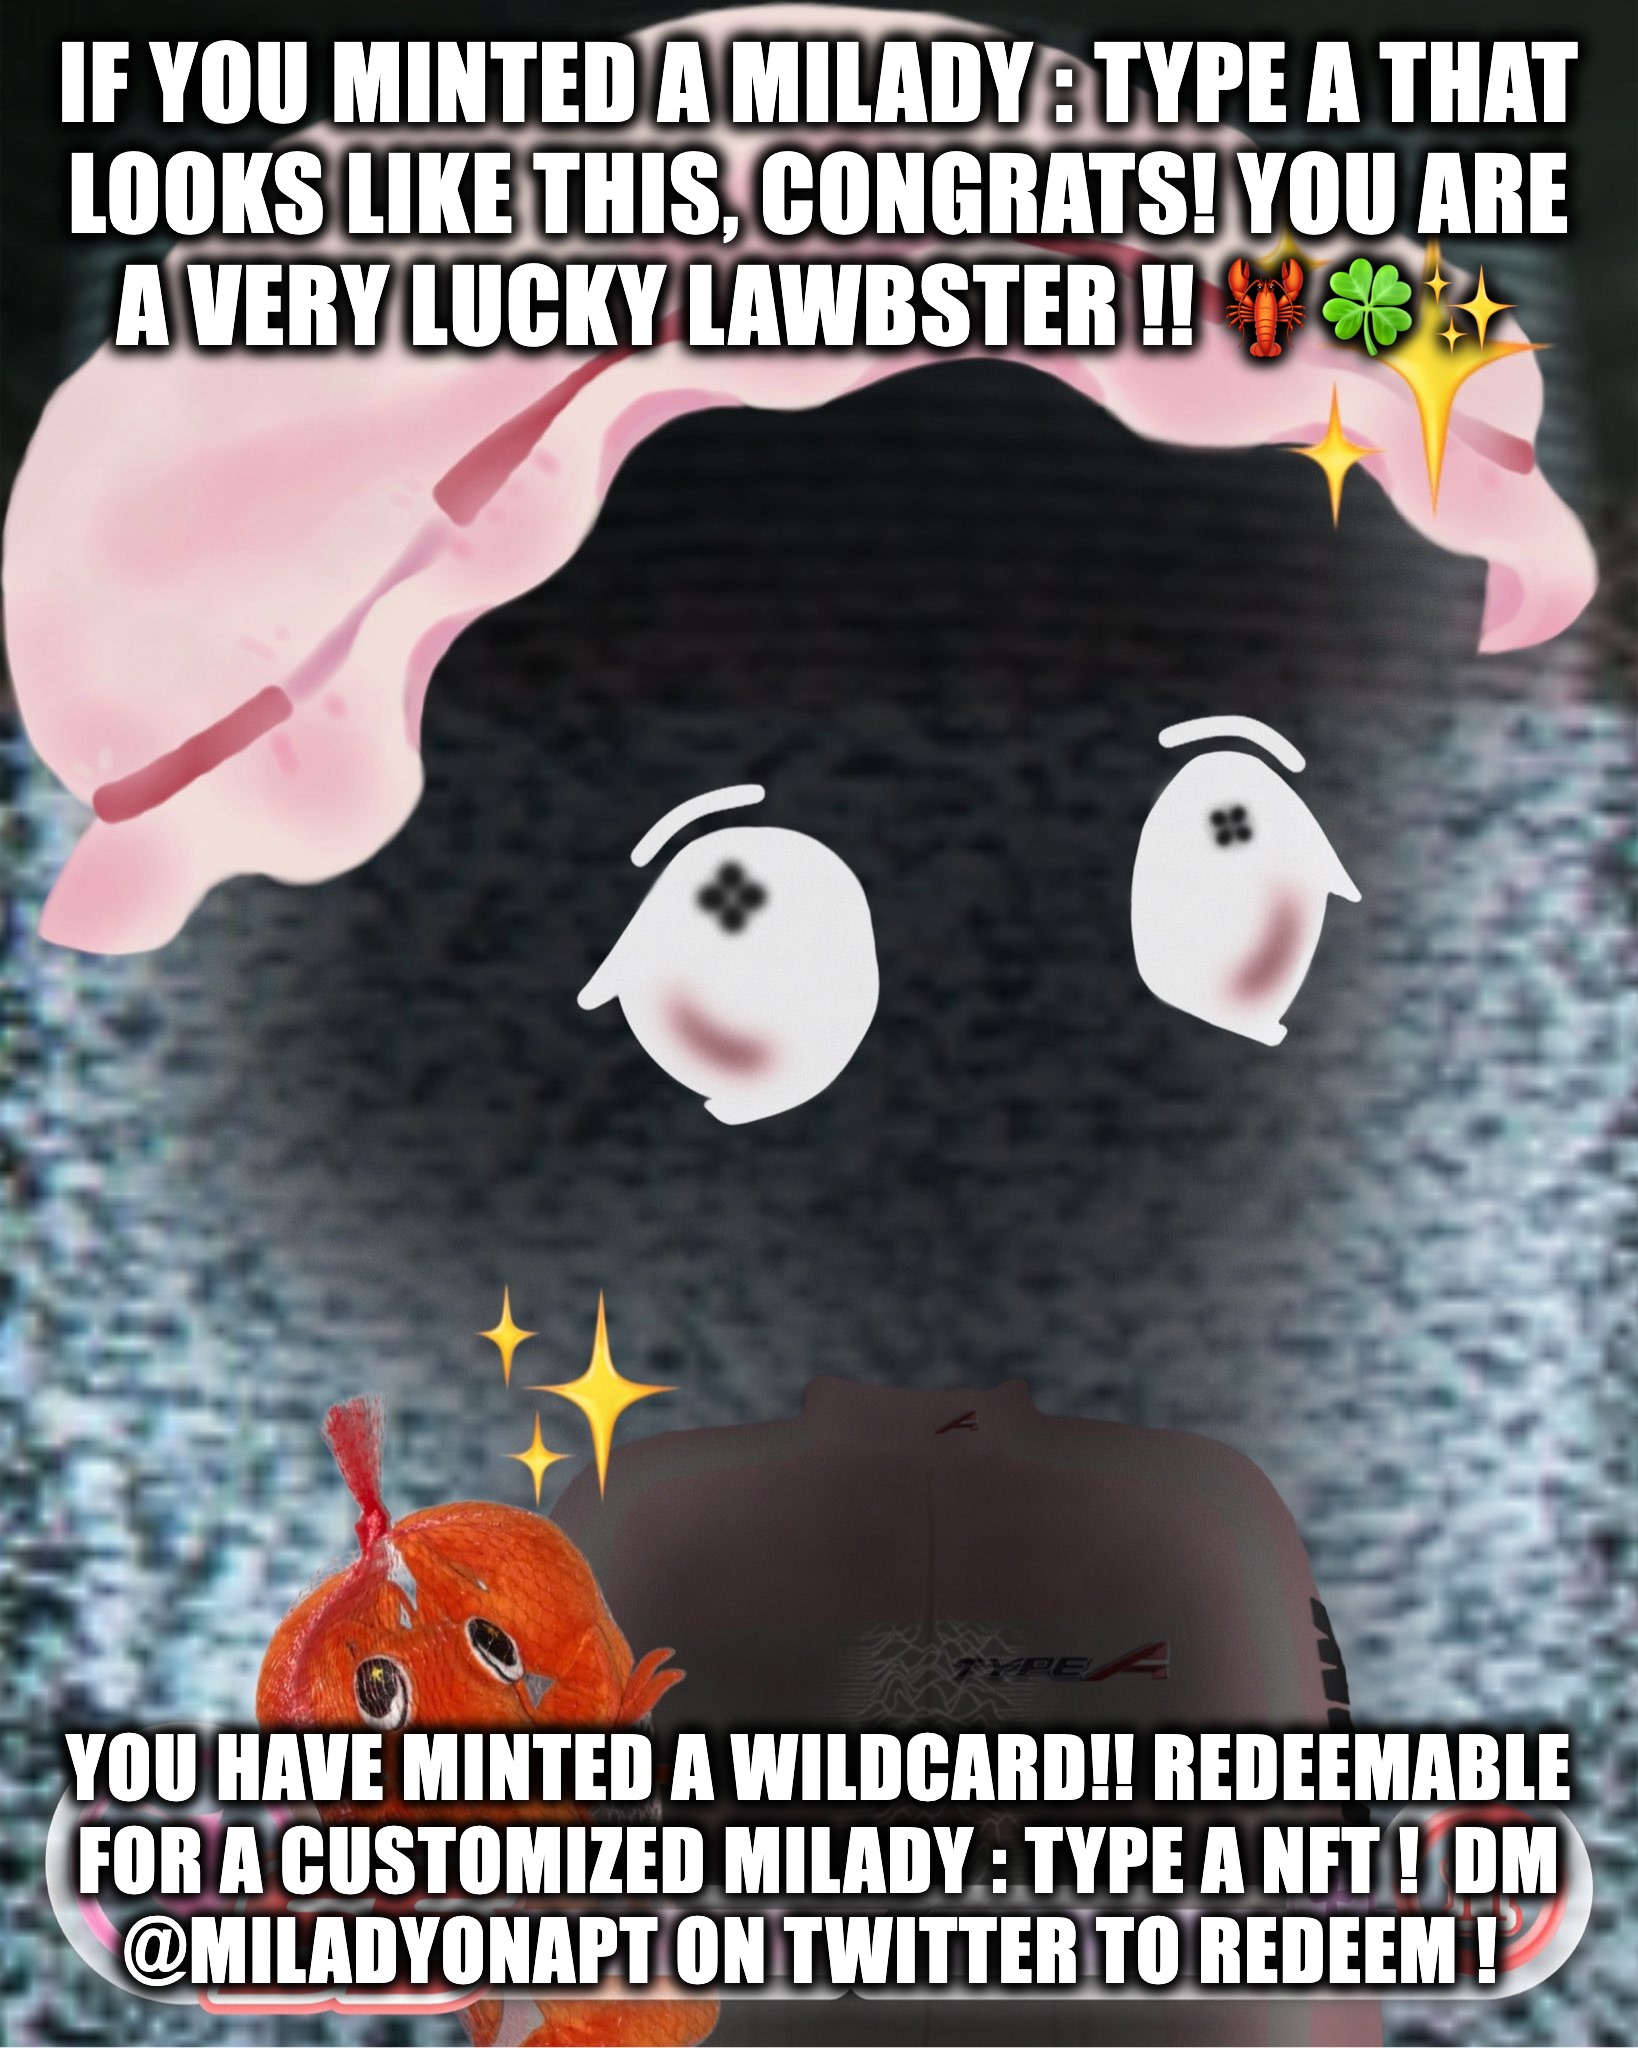 IF YOU MINTED A MILADY : TYPE A THAT
LOOKS LIKE THIS, CONGRATS! YOU ARE
A VERY LUCKY LAWBSTER !! 🦞🍀✨
TYPE A
YOU HAVE MINTED A WILDCARD!! REDEEMABLE
FOR A CUSTOMIZED MILADY : TYPE A NFT ! DM
@MILADYONAPT ON TWITTER TO REDEEM !